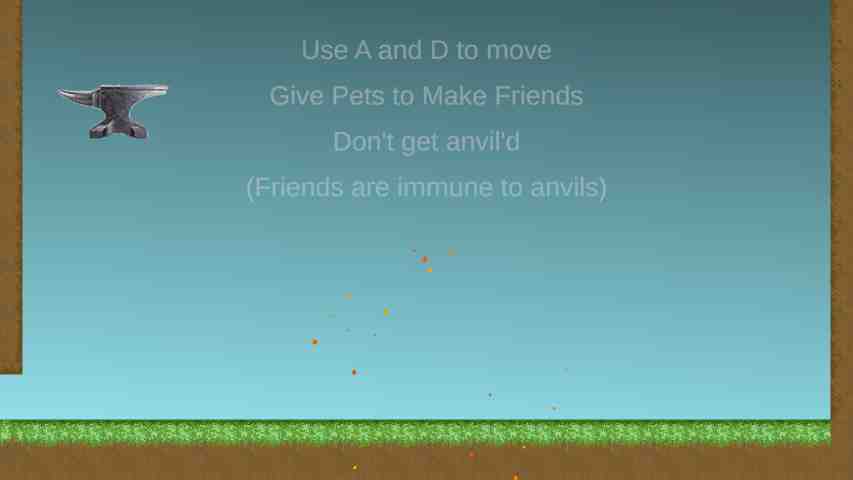 Use A and D to move
Give Pets to Make Friends
Don't get anvil'd
(Friends are immune to anvils)